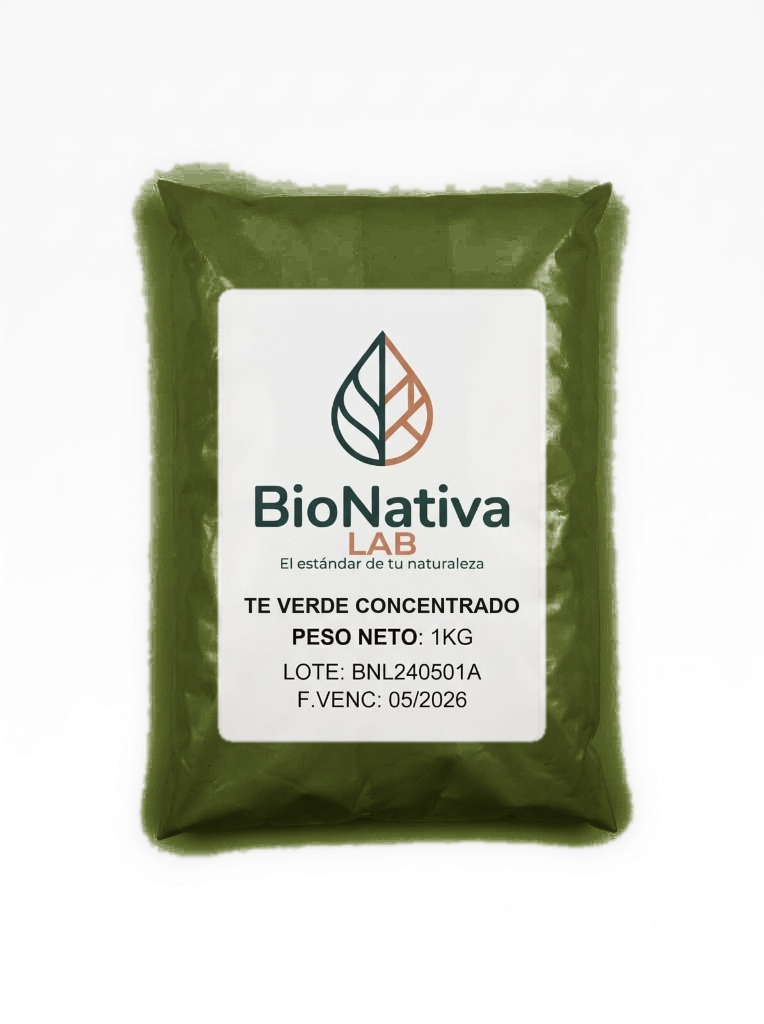 BioNativa
LAB
El estándar de tu naturaleza
TE VERDE CONCENTRADO
PESO NETO: 1KG
LOTE: BNL240501A
F.VENC: 05/2026